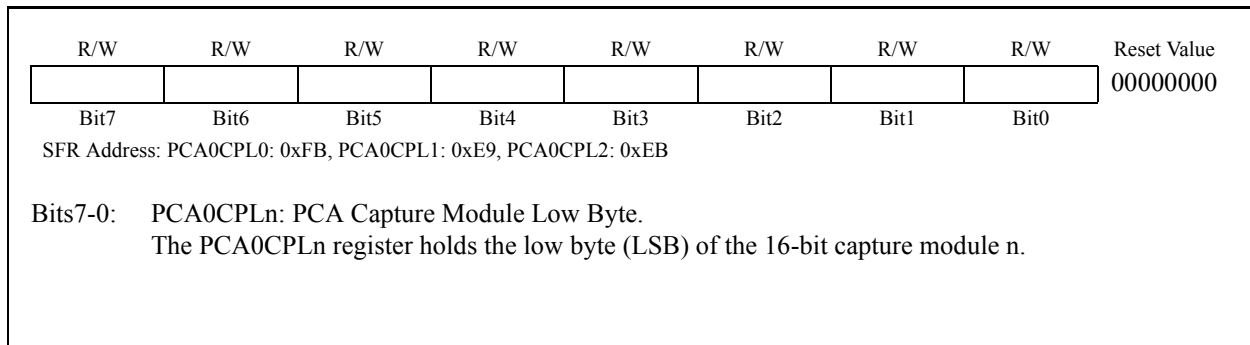 R/W R/W R/W R/W R/W R/W R/W R/W Reset Value
00000000
Bit7 Bit6 Bit5 Bit4 Bit3 Bit2 Bit1 Bit0
SFR Address: PCA0CPL0: 0xFB, PCA0CPL1: 0xE9, PCA0CPL2: 0xEB
Bits7-0: PCA0CPLn: PCA Capture Module Low Byte.
The PCA0CPLn register holds the low byte (LSB) of the 16-bit capture module n.